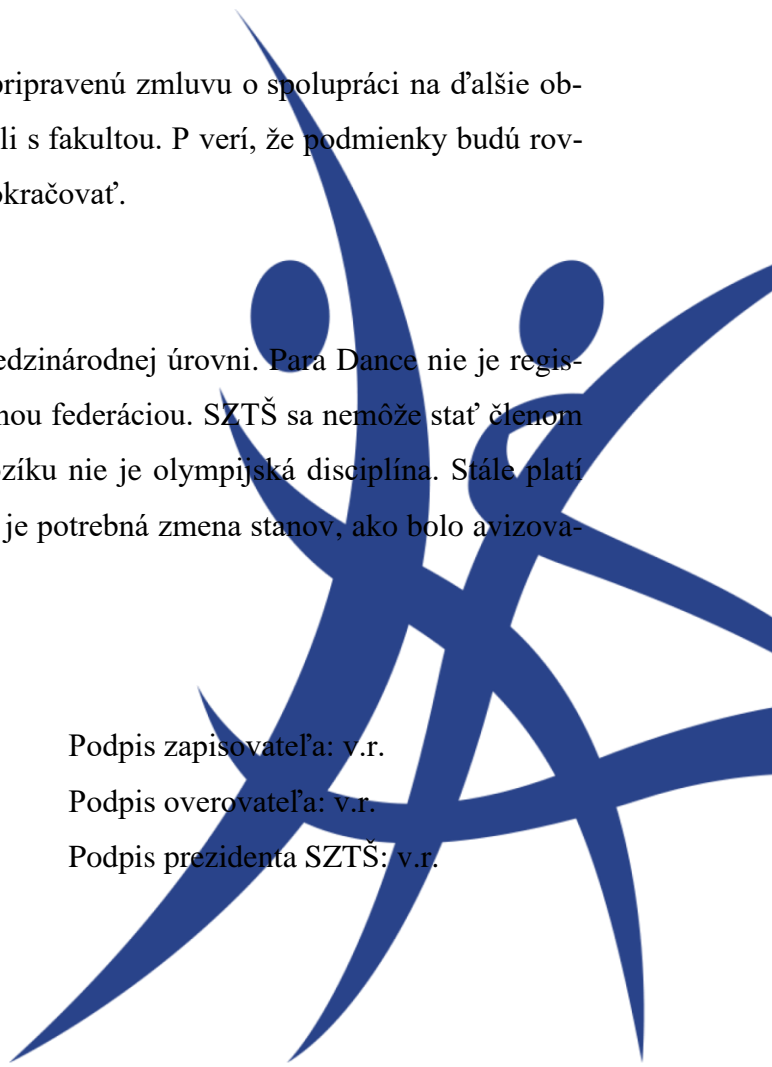 pripravenú zmluvu o spolupráci na ďalšie ob-
li s fakultou. P verí, že podmienky budú rov-
okračovať.
edzinárodnej úrovni. Para Dance nie je regis-
nou federáciou. SZTŠ sa nemôže stať členom
ozíku nie je olympijská disciplína. Stále platí
je potrebná zmena stanov, ako bolo avizova-
Podpis zapisovateľa: v.r.
Podpis overovateľa: v.r.
Podpis prezidenta SZTŠ: v.r.